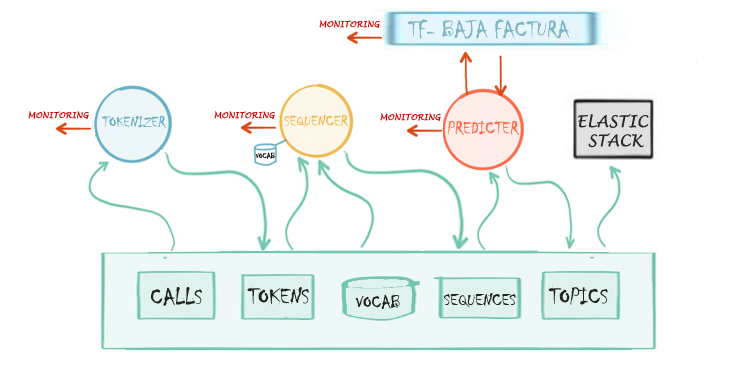 MONITORING
TF- BAJA FACTURA
MONITORING
TOKENIZER
MONITORING
SEQUENCER
VOCAB
MONITORING
PREDICTER
ELASTIC
STACK
CALLS
TOKENS
VOCAB
SEQUENCES
TOPICS